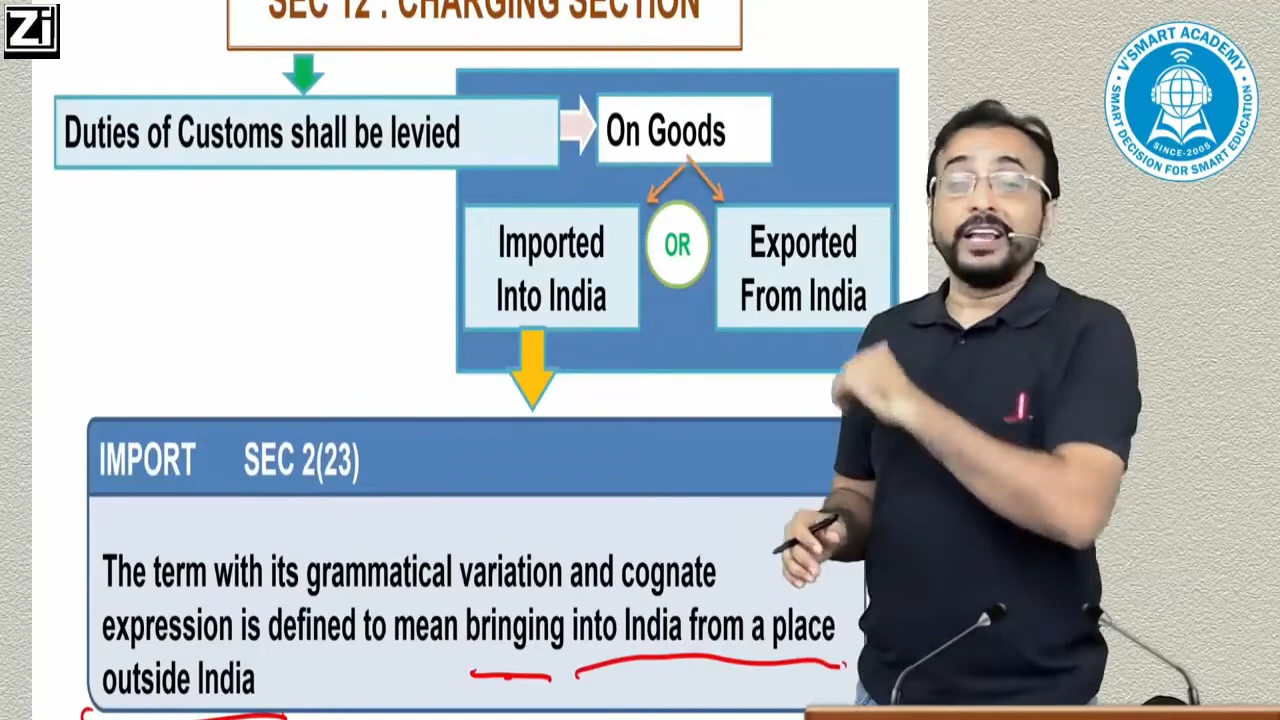 Zi
SEC 12 : CHARGING SECTION
Duties of Customs shall be levied
On Goods
Imported
Into India
OR
Exported
From India
IMPORT SEC 2(23)
The term with its grammatical variation and cognate
expression is defined to mean bringing into India from a place
outside India
V'SMART ACADEMY
SINCE-2005
SMART DECISION FOR SMART EDUCATION